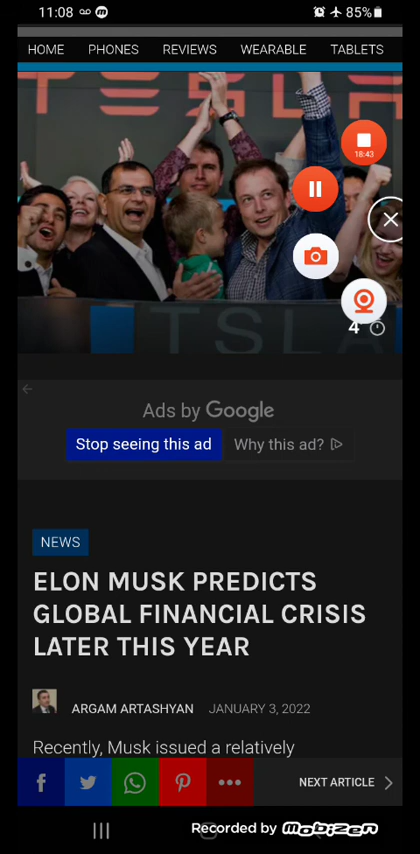 11:08
85%
HOME PHONES REVIEWS WEARABLE TABLETS
TESLA
18:43
4
TSLA
Ads by Google
Stop seeing this ad Why this ad?
NEWS
ELON MUSK PREDICTS
GLOBAL FINANCIAL CRISIS
LATER THIS YEAR
ARGAM ARTASHYAN JANUARY 3, 2022
Recently, Musk issued a relatively
NEXT ARTICLE
Recorded by mobizen